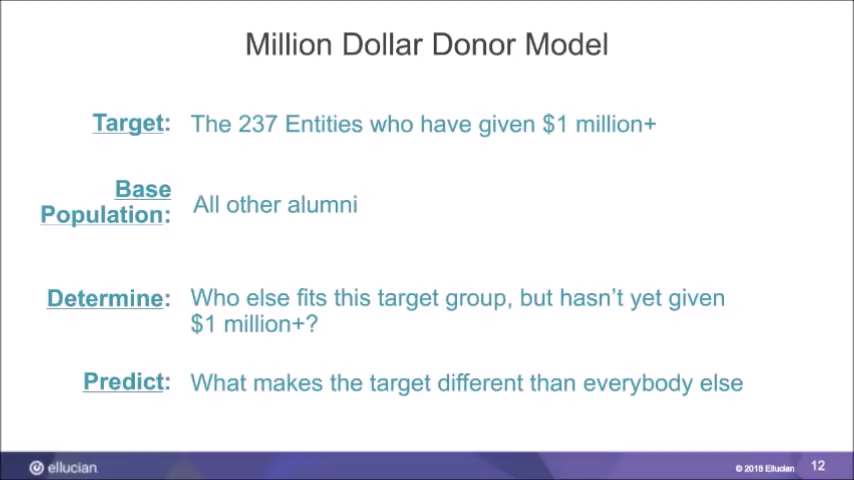 Million Dollar Donor Model
Target: The 237 Entities who have given $1 million+
Base
Population: All other alumni
Determine: Who else fits this target group, but hasn't yet given
$1 million+?
Predict: What makes the target different than everybody else
ellucian
© 2018 Ellucian 12